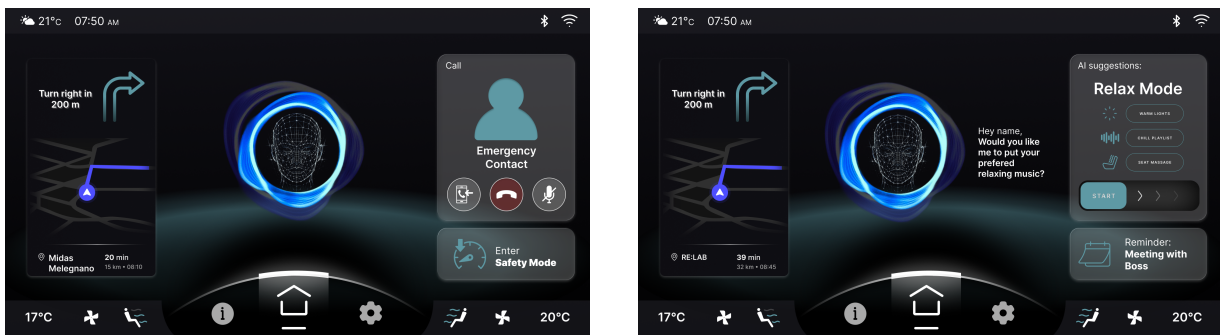 21°C 07:50 AM
Turn right in
200 m
Midas
Melegnano
20 min
15 km • 08:10
Call
Emergency
Contact
Enter
Safety Mode
17°C
i
20°C
21°C 07:50 AM
Turn right in
200 m
RE:LAB
39 min
32 km • 08:45
Hey name,
Would you like
me to put your
prefered
relaxing music?
AI suggestions:
Relax Mode
WARM LIGHTS
CHILL PLAYLIST
SEAT MASSAGE
START
Reminder:
Meeting with
Boss
17°C
i
20°C